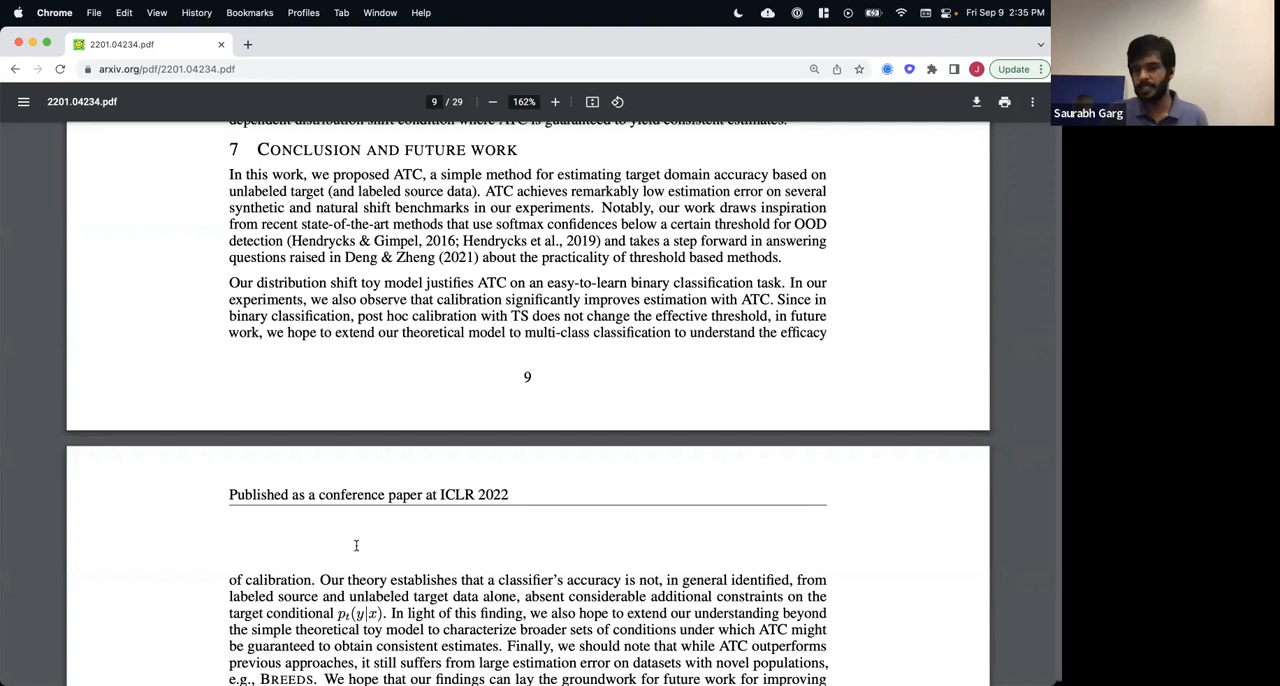 Chrome File Edit View History Bookmarks Profiles Tab Window Help Fri Sep 9 2:35 PM
2201.04234.pdf
arxiv.org/pdf/2201.04234.pdf J Update
2201.04234.pdf 9 / 29 162%
Saurabh Garg
dependent distribution shift condition where ATC is guaranteed to yield consistent estimates.
7 CONCLUSION AND FUTURE WORK
In this work, we proposed ATC, a simple method for estimating target domain accuracy based on
unlabeled target (and labeled source data). ATC achieves remarkably low estimation error on several
synthetic and natural shift benchmarks in our experiments. Notably, our work draws inspiration
from recent state-of-the-art methods that use softmax confidences below a certain threshold for OOD
detection (Hendrycks & Gimpel, 2016; Hendrycks et al., 2019) and takes a step forward in answering
questions raised in Deng & Zheng (2021) about the practicality of threshold based methods.
Our distribution shift toy model justifies ATC on an easy-to-learn binary classification task. In our
experiments, we also observe that calibration significantly improves estimation with ATC. Since in
binary classification, post hoc calibration with TS does not change the effective threshold, in future
work, we hope to extend our theoretical model to multi-class classification to understand the efficacy
9
Published as a conference paper at ICLR 2022
of calibration. Our theory establishes that a classifier's accuracy is not, in general identified, from
labeled source and unlabeled target data alone, absent considerable additional constraints on the
target conditional pₜ(y|x). In light of this finding, we also hope to extend our understanding beyond
the simple theoretical toy model to characterize broader sets of conditions under which ATC might
be guaranteed to obtain consistent estimates. Finally, we should note that while ATC outperforms
previous approaches, it still suffers from large estimation error on datasets with novel populations,
e.g., BREEDS. We hope that our findings can lay the groundwork for future work for improving